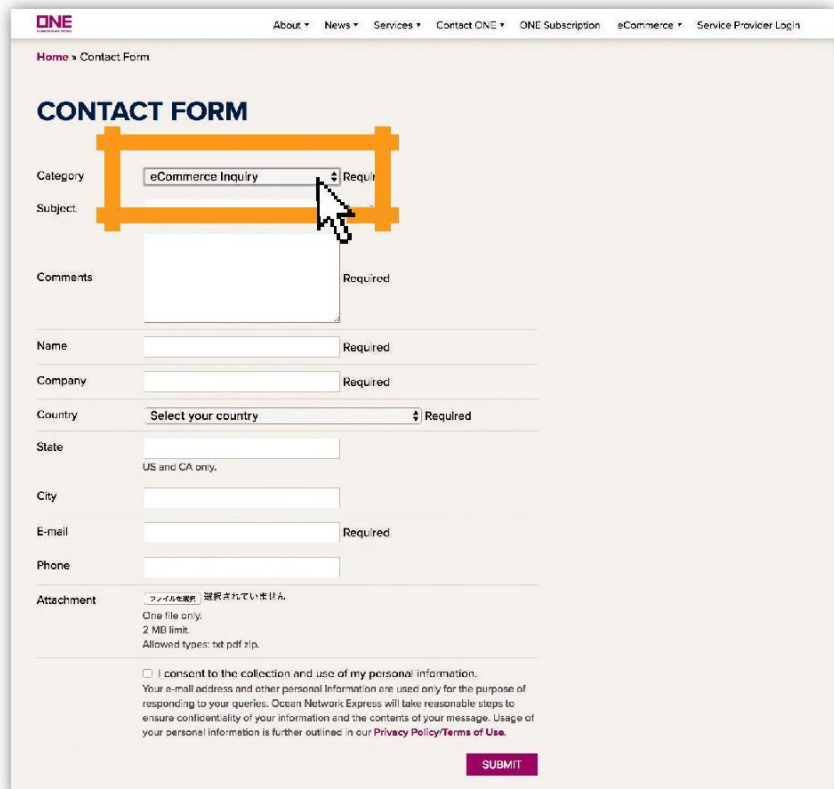 ONE
About News Services Contact ONE ONE Subscription eCommerce Service Provider Login
Home » Contact Form
CONTACT FORM
Category eCommerce Inquiry
Subject
Comments Required
Name Required
Company Required
Country Select your country Required
State
US and CA only.
City
E-mail Required
Phone
Attachment ファイルを選択 選択されていません
One file only.
2 MB limit.
Allowed types: txt pdf zip.
I consent to the collection and use of my personal information.
Your e-mail address and other personal information are used only for the purpose of
responding to your queries. Ocean Network Express will take reasonable steps to
ensure confidentiality of your information and the contents of your message. Usage of
your personal information is further outlined in our Privacy Policy/Terms of Use.
SUBMIT